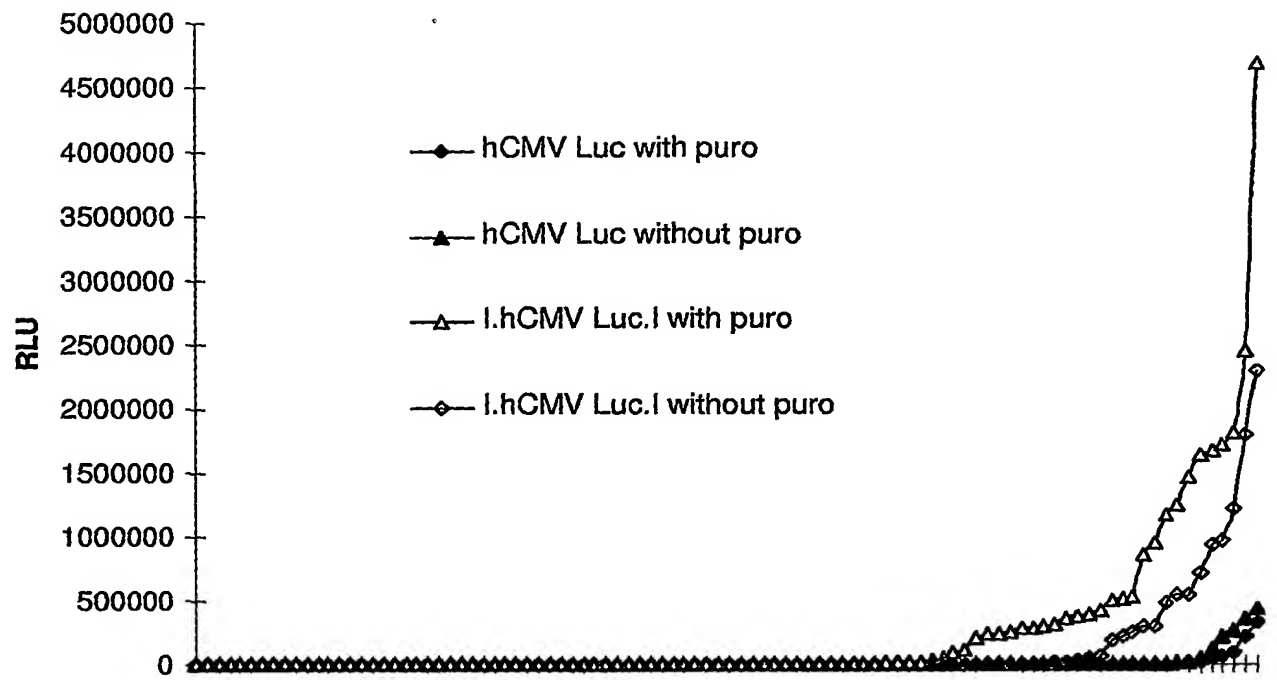 5000000
4500000
4000000
3500000
3000000
2500000
2000000
1500000
1000000
500000
0
RLU
hCMV Luc with puro
hCMV Luc without puro
I.hCMV Luc.I with puro
I.hCMV Luc.I without puro